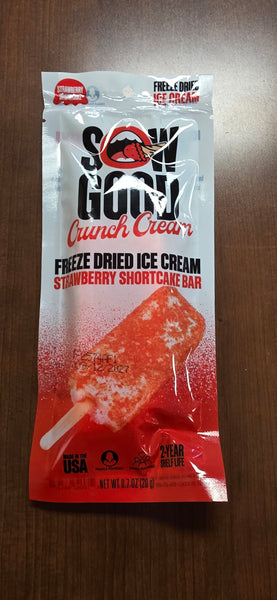 STRAWBERRY
FREEZE DRIED
ICE CREAM
SOW
GOOD
Crunch Cream
FREEZE DRIED ICE CREAM
STRAWBERRY SHORTCAKE BAR
MADE IN THE
USA
2-YEAR
SHELF LIFE
NET WT 0.7 OZ (20g)